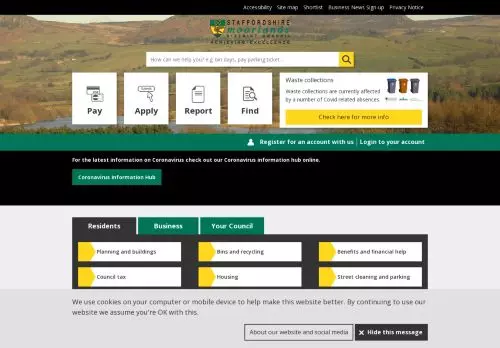 Accessibility Site map Shortlist Business News Sign up Privacy Notice
STAFFORDSHIRE
moorlands
DISTRICT COUNCIL
ACHIEVING EXCELLENCE
How can we help you? e.g. bin days, pay parking ticket...
Pay
Apply
Report
Find
Waste collections
Waste collections are currently affected
by a number of Covid related absences.
Click here for more info
Register for an account with us | Login to your account
For the latest information on Coronavirus check out our Coronavirus information hub online.
Coronavirus Information Hub
Residents Business Your Council
Planning and buildings Bins and recycling Benefits and financial help
Council tax Housing Street cleaning and parking
We use cookies on your computer or mobile device to help make this website better. By continuing to use our
website we assume you're OK with this.
About our website and social media × Hide this message